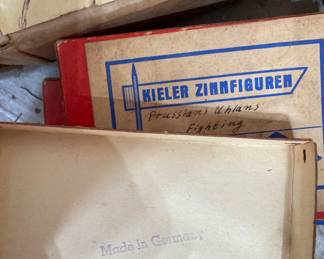 KIELER ZINNFIGUREN
Prussians Uhlans
Fighting
Made in Germany